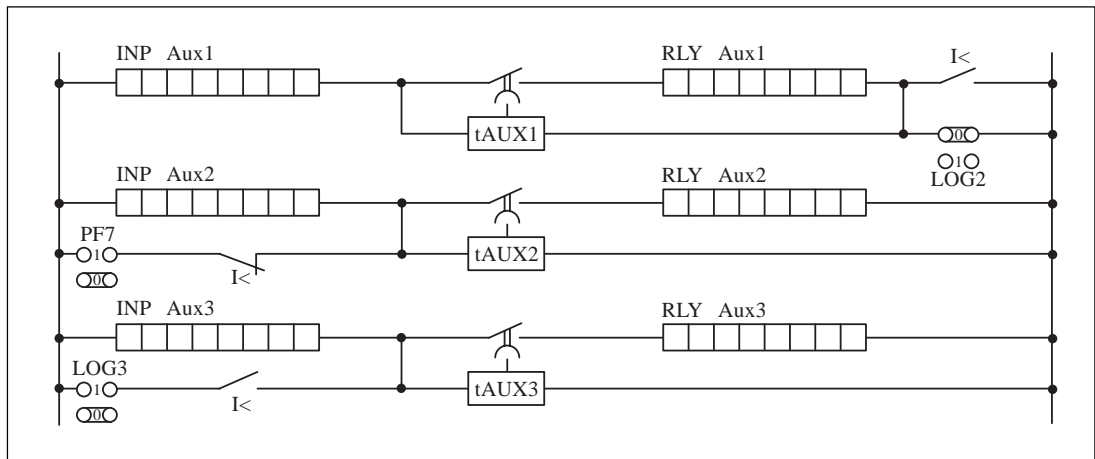 INP Aux1
RLY Aux1
I<
tAUX1
0
1
LOG2
INP Aux2
RLY Aux2
PF7
1
I<
tAUX2
0
INP Aux3
RLY Aux3
LOG3
1
I<
tAUX3
0